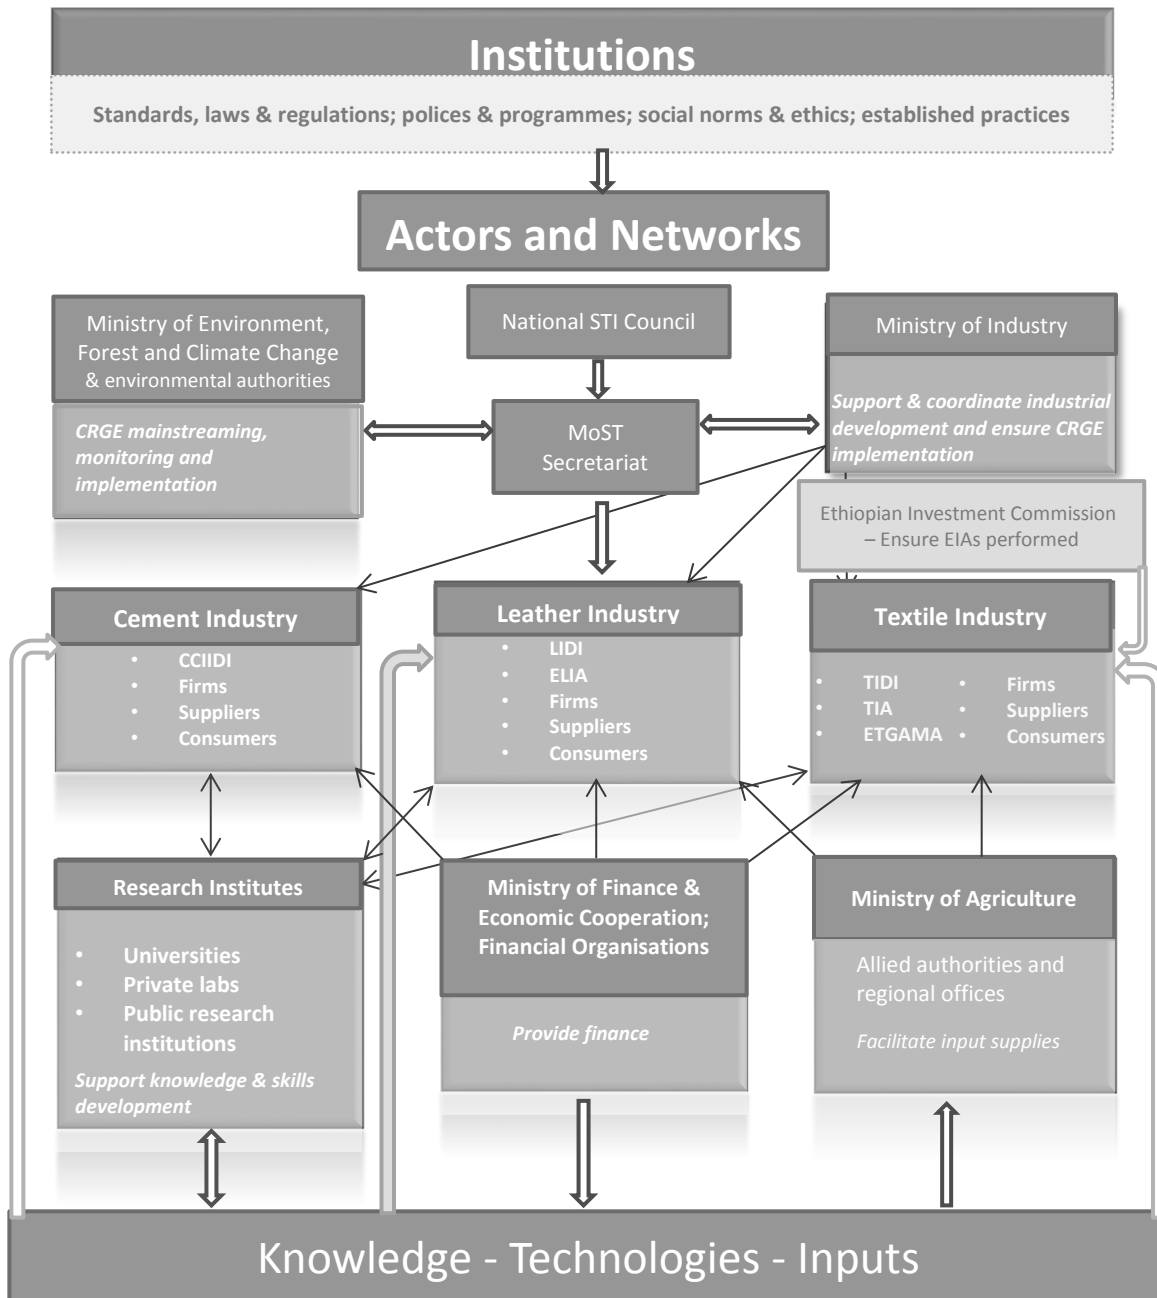 Institutions
Standards, laws & regulations; polices & programmes; social norms & ethics; established practices
Actors and Networks
Ministry of Environment,
Forest and Climate Change
& environmental authorities
CRGE mainstreaming,
monitoring and
implementation
National STI Council
MoST
Secretariat
Ministry of Industry
Support & coordinate industrial
development and ensure CRGE
implementation
Ethiopian Investment Commission
– Ensure EIAs performed
Cement Industry
• CCIIDI
• Firms
• Suppliers
• Consumers
Leather Industry
• LIDI
• ELIA
• Firms
• Suppliers
• Consumers
Textile Industry
• TIDI
• TIA
• ETGAMA
• Firms
• Suppliers
• Consumers
Research Institutes
• Universities
• Private labs
• Public research
institutions
Support knowledge & skills
development
Ministry of Finance &
Economic Cooperation;
Financial Organisations
Provide finance
Ministry of Agriculture
Allied authorities and
regional offices
Facilitate input supplies
Knowledge - Technologies - Inputs